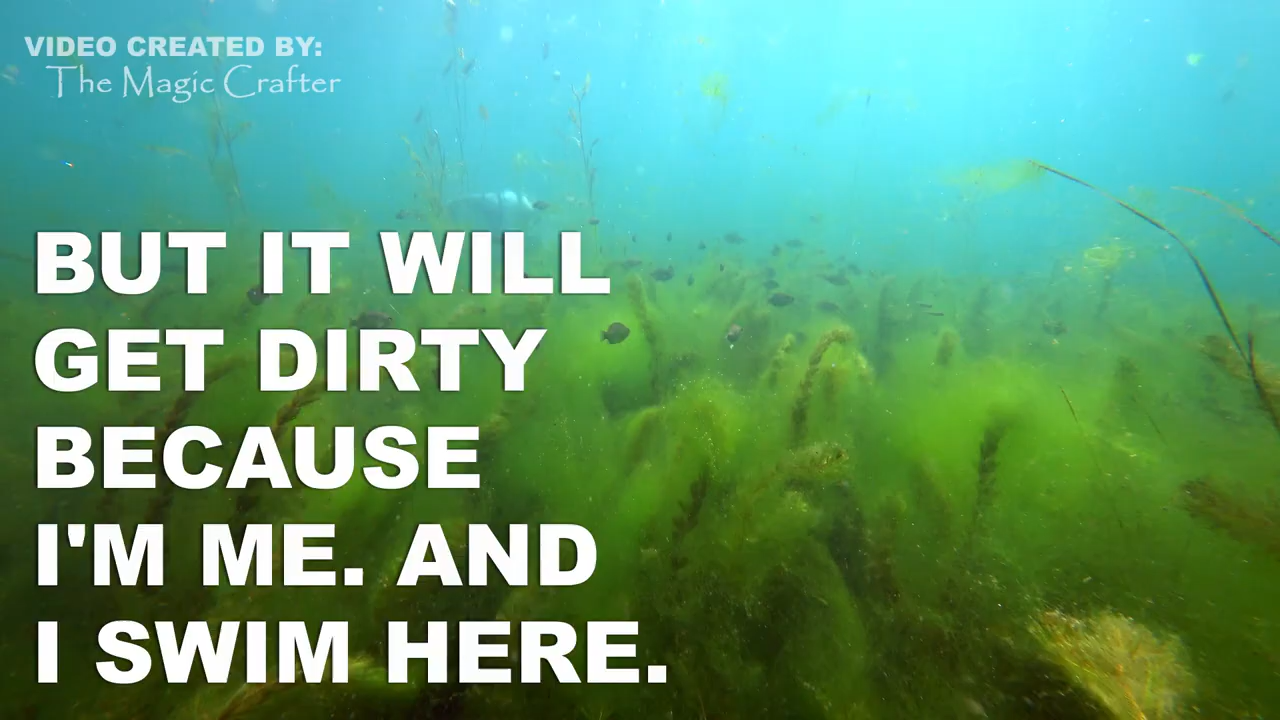 VIDEO CREATED BY:
The Magic Crafter
BUT IT WILL
GET DIRTY
BECAUSE
I'M ME. AND
I SWIM HERE.